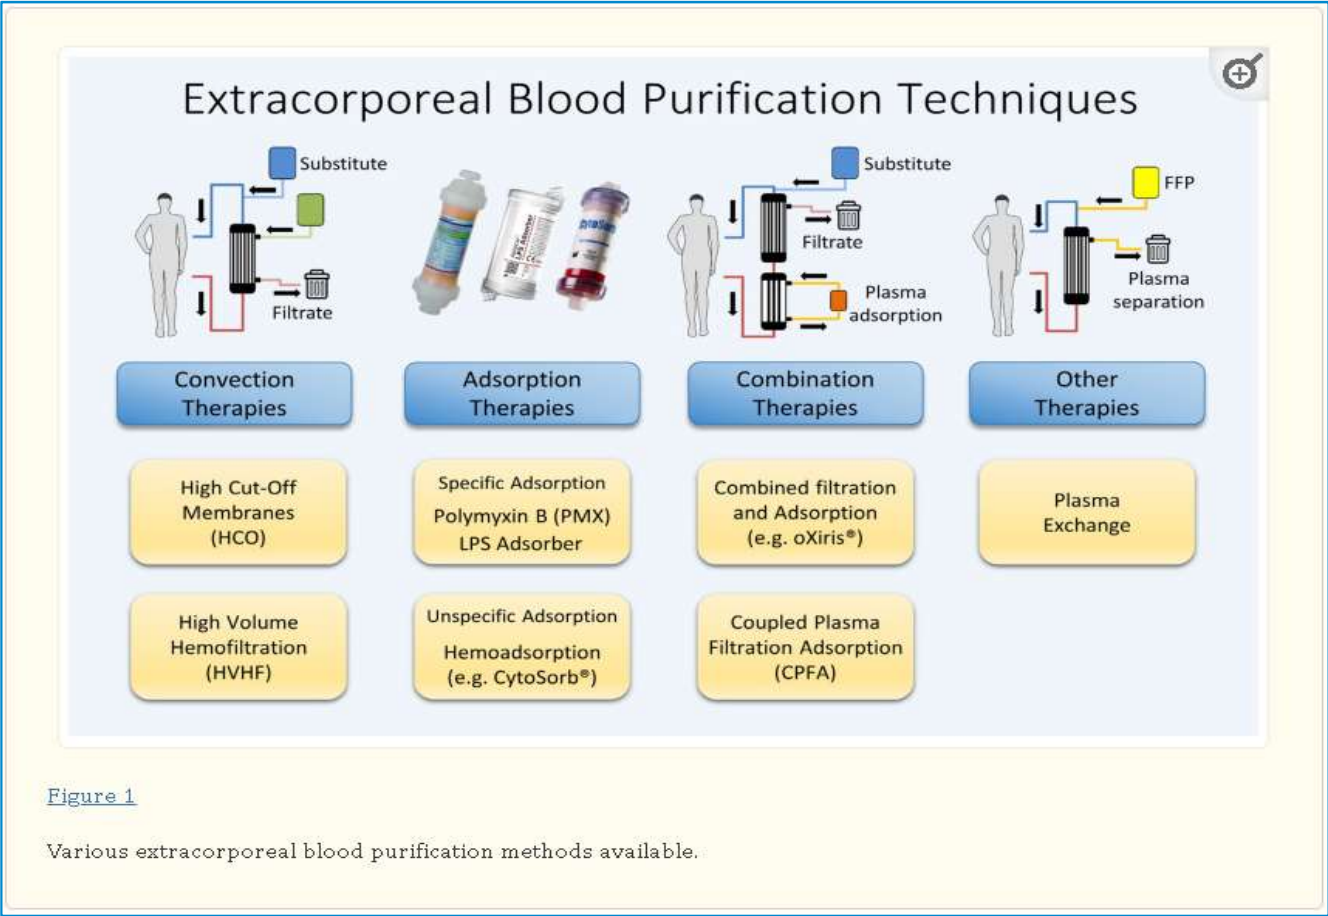 Extracorporeal Blood Purification Techniques
Substitute
Filtrate
LPS Adsorber
Substitute
Filtrate
Plasma
adsorption
FFP
Plasma
separation
Convection
Therapies
Adsorption
Therapies
Combination
Therapies
Other
Therapies
High Cut-Off
Membranes
(HCO)
Specific Adsorption
Polymyxin B (PMX)
LPS Adsorber
Combined filtration
and Adsorption
(e.g. oXiris®)
Plasma
Exchange
High Volume
Hemofiltration
(HVHF)
Unspecific Adsorption
Hemoadsorption
(e.g. CytoSorb®)
Coupled Plasma
Filtration Adsorption
(CPFA)
Figure 1
Various extracorporeal blood purification methods available.